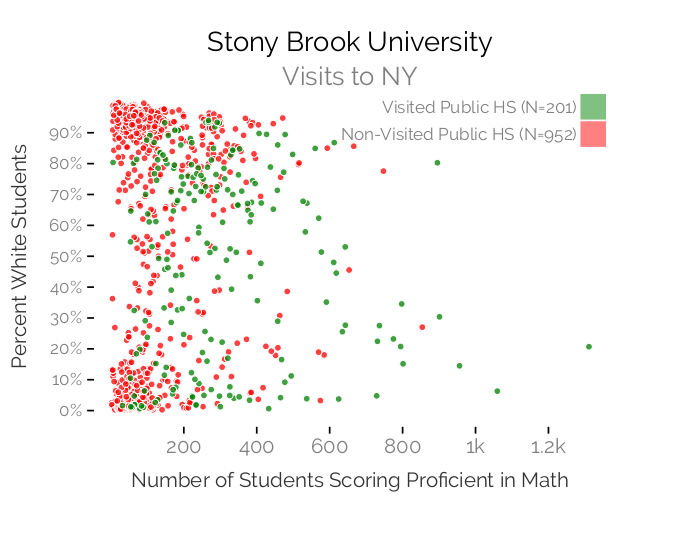 Stony Brook University
Visits to NY
Visited Public HS (N=201)
Non-Visited Public HS (N=952)
Percent White Students
90%
80%
70%
60%
50%
40%
30%
20%
10%
0%
200
400
600
800
1k
1.2k
Number of Students Scoring Proficient in Math